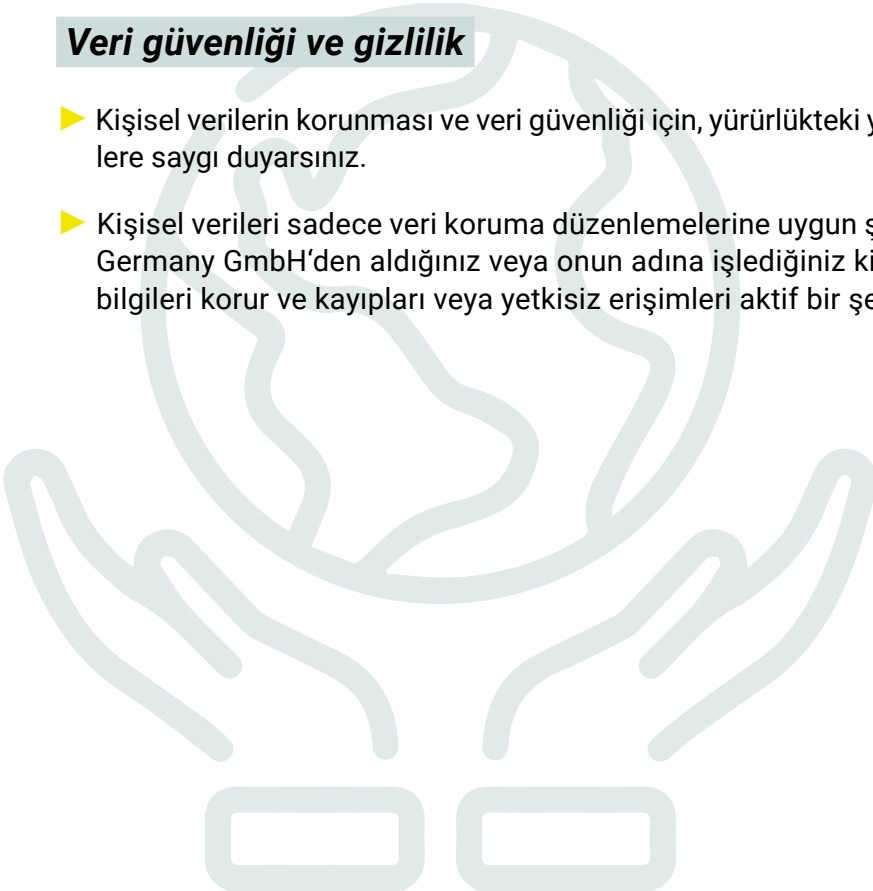 Veri güvenliği ve gizlilik
Kişisel verilerin korunması ve veri güvenliği için, yürürlükteki
lere saygı duyarsınız.
Kişisel verileri sadece veri koruma düzenlemelerine uygun
Germany GmbH‘den aldığınız veya onun adına işlediğiniz
bilgileri korur ve kayıpları veya yetkisiz erişimleri aktif bir